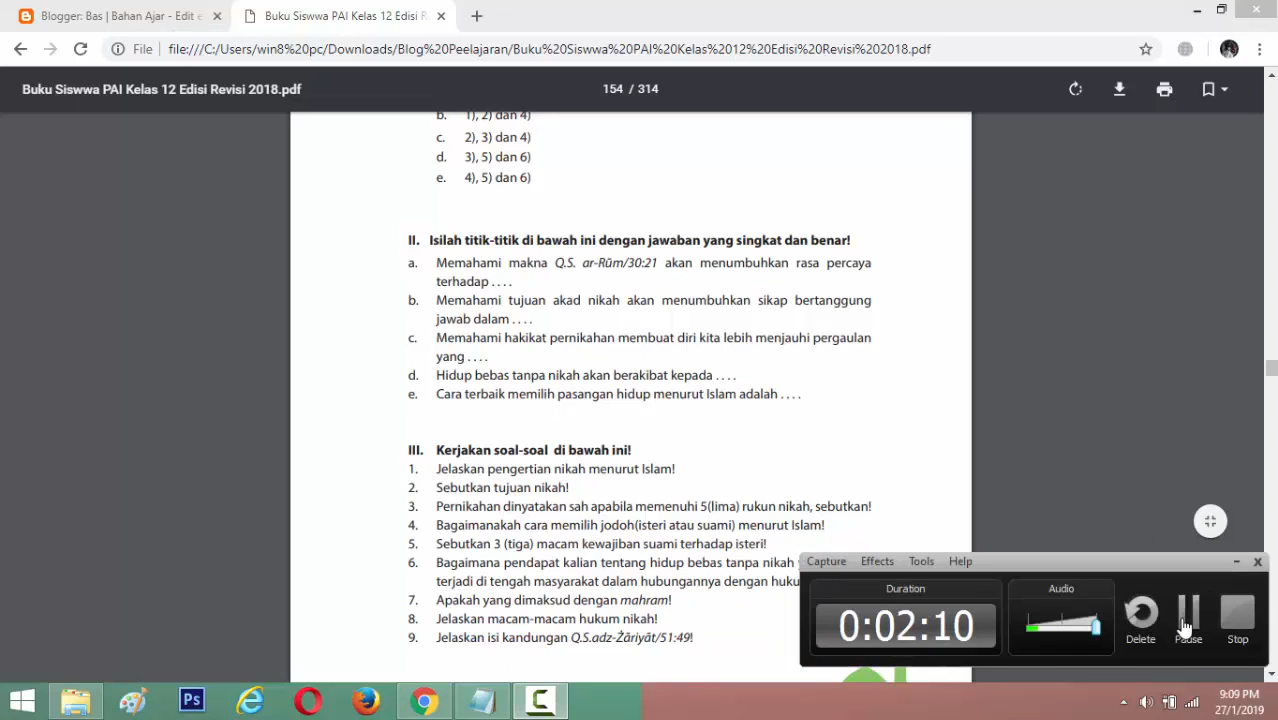 Blogger: Bas | Bahan Ajar - Edit e
Buku Siswwa PAI Kelas 12 Edisi R
File
file:///C:/Users/win8%20pc/Downloads/Blog%20Peelajaran/Buku%20Siswwa%20PAI%20Kelas%2012%20Edisi%20Revisi%202018.pdf
Buku Siswwa PAI Kelas 12 Edisi Revisi 2018.pdf
154 / 314
b. 1), 2) dan 4)
c. 2), 3) dan 4)
d. 3), 5) dan 6)
e. 4), 5) dan 6)
II. Isilah titik-titik di bawah ini dengan jawaban yang singkat dan benar!
a. Memahami makna Q.S. ar-Rūm/30:21 akan menumbuhkan rasa percaya
terhadap . . . .
b. Memahami tujuan akad nikah akan menumbuhkan sikap bertanggung
jawab dalam . . . .
c. Memahami hakikat pernikahan membuat diri kita lebih menjauhi pergaulan
yang . . . .
d. Hidup bebas tanpa nikah akan berakibat kepada . . . .
e. Cara terbaik memilih pasangan hidup menurut Islam adalah . . . .
III. Kerjakan soal-soal di bawah ini!
1. Jelaskan pengertian nikah menurut Islam!
2. Sebutkan tujuan nikah!
3. Pernikahan dinyatakan sah apabila memenuhi 5(lima) rukun nikah, sebutkan!
4. Bagaimanakah cara memilih jodoh(isteri atau suami) menurut Islam!
5. Sebutkan 3 (tiga) macam kewajiban suami terhadap isteri!
6. Bagaimana pendapat kalian tentang hidup bebas tanpa nikah
terjadi di tengah masyarakat dalam hubungannya dengan huku
7. Apakah yang dimaksud dengan mahram!
8. Jelaskan macam-macam hukum nikah!
9. Jelaskan isi kandungan Q.S.adz-Żāriyāt/51:49!
Capture Effects Tools Help
Duration
Audio
0:02:10
Delete
Pause
Stop
Ps
9:09 PM
27/1/2019